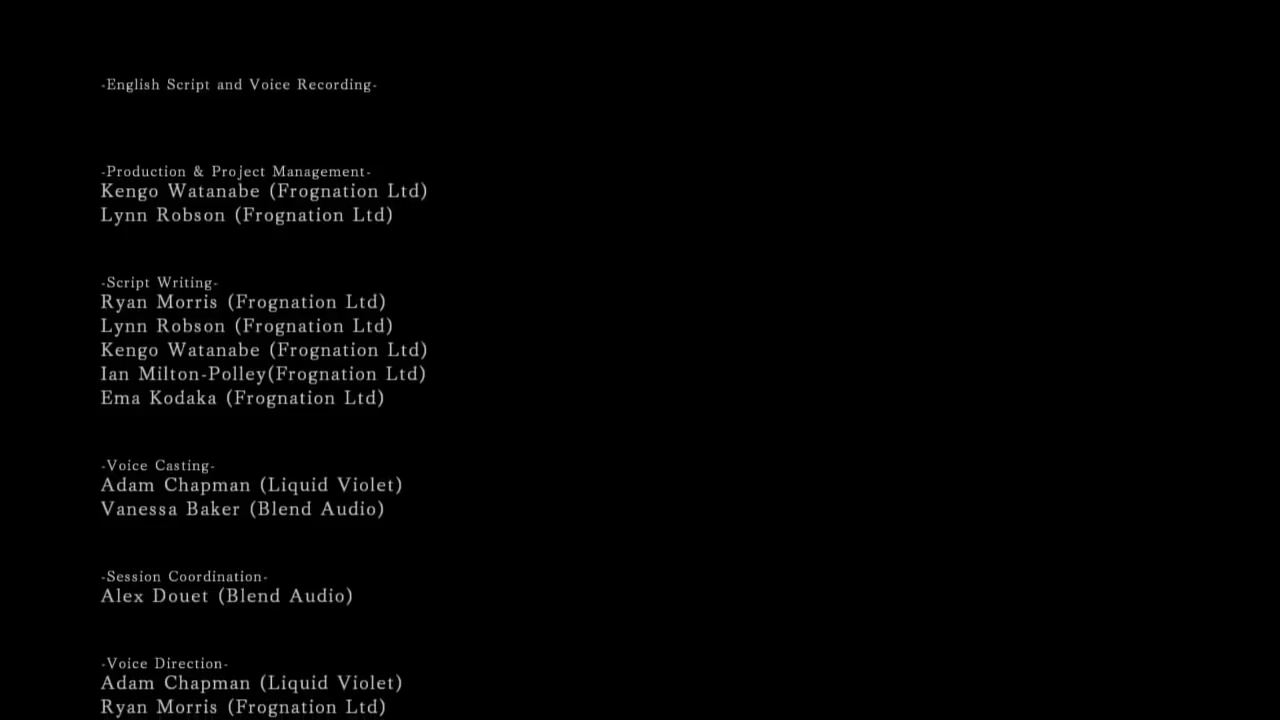 -English Script and Voice Recording-
-Production & Project Management-
Kengo Watanabe (Frognation Ltd)
Lynn Robson (Frognation Ltd)
-Script Writing-
Ryan Morris (Frognation Ltd)
Lynn Robson (Frognation Ltd)
Kengo Watanabe (Frognation Ltd)
Ian Milton-Polley(Frognation Ltd)
Ema Kodaka (Frognation Ltd)
-Voice Casting-
Adam Chapman (Liquid Violet)
Vanessa Baker (Blend Audio)
-Session Coordination-
Alex Douet (Blend Audio)
-Voice Direction-
Adam Chapman (Liquid Violet)
Ryan Morris (Frognation Ltd)